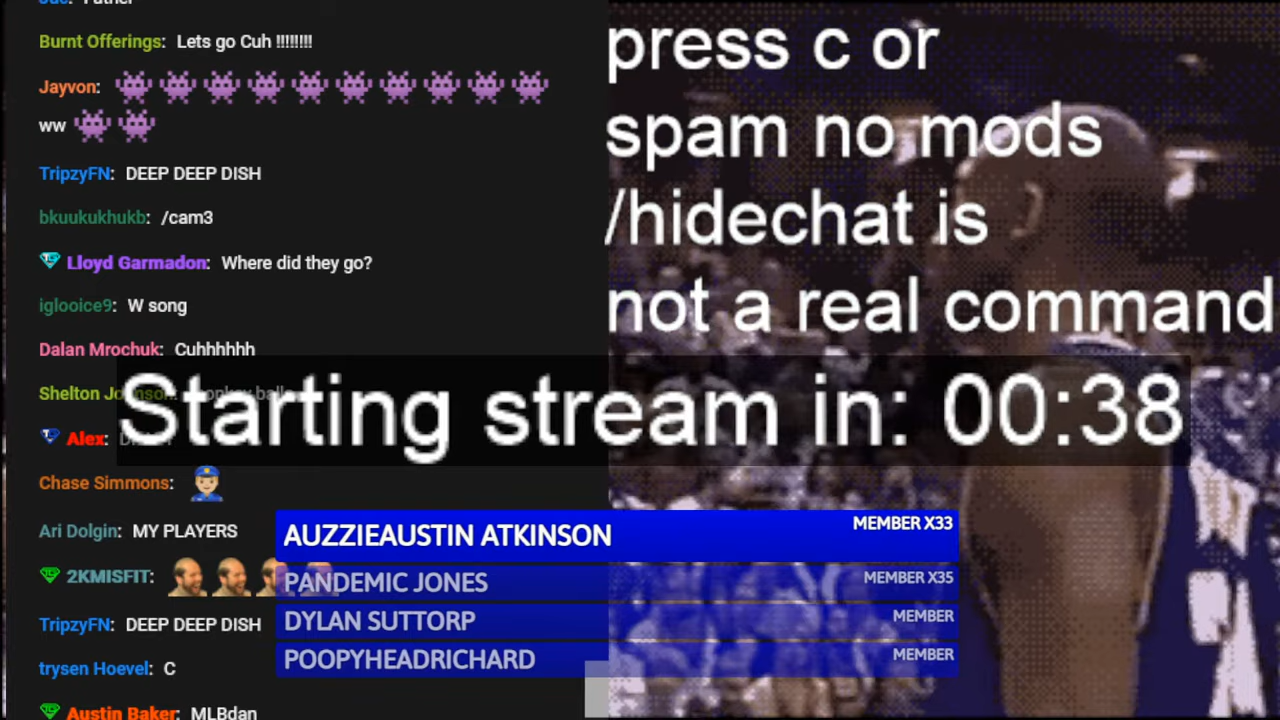 Burnt Offerings: Lets go Cuh !!!!!!!!
Jayvon:
ww
TripzyFN: DEEP DEEP DISH
bkuukukhukb: /cam3
Lloyd Garmadon: Where did they go?
iglooice9: W song
Dalan Mrochuk: Cuhhhhhh
Shelton
Alex:
Chase Simmons:
Ari Dolgin: MY PLAYERS
2KMISFIT:
TripzyFN: DEEP DEEP DISH
trysen Hoevel: C
Austin Baker: MLBdan
press c or
spam no mods
/hidechat is
not a real command
Starting stream in: 00:38
AUZZIEAUSTIN ATKINSON MEMBER X33
PANDEMIC JONES MEMBER X35
DYLAN SUTTORP MEMBER
POOPYHEADRICHARD MEMBER